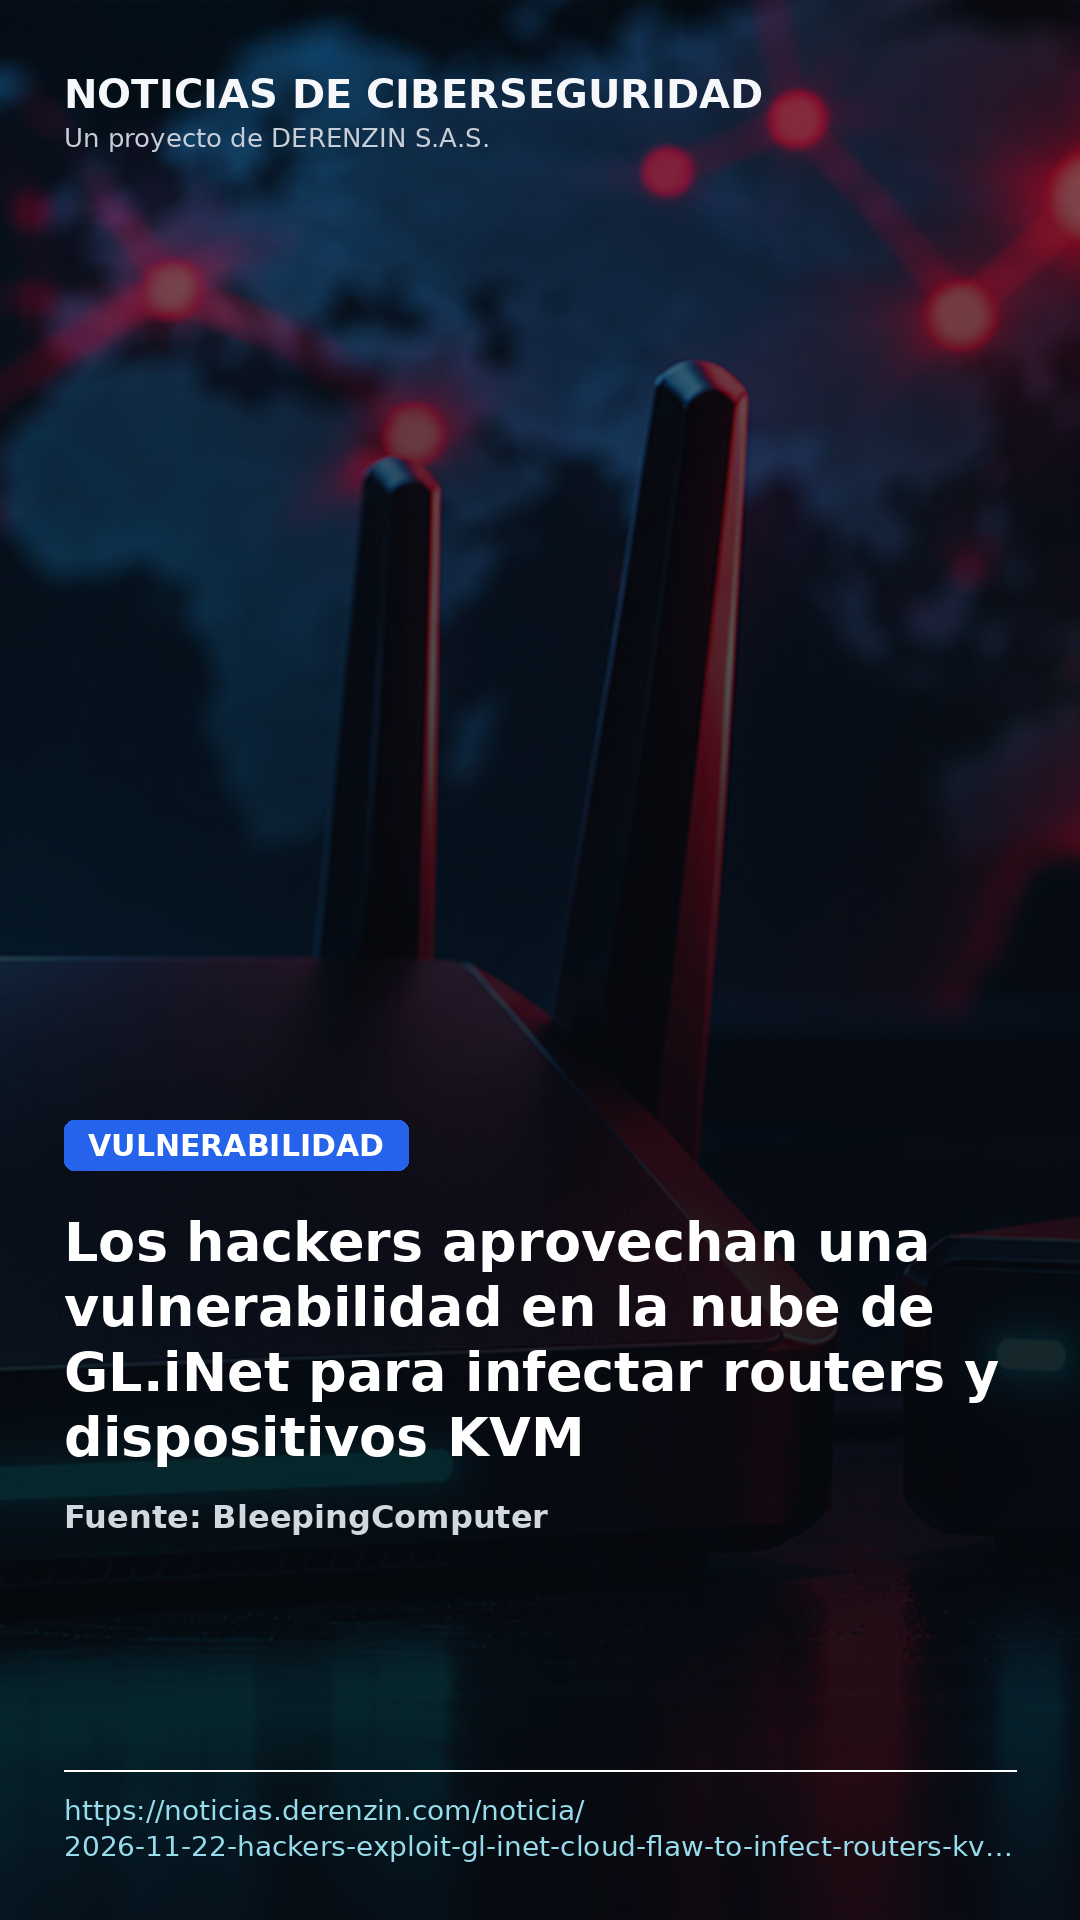 NOTICIAS DE CIBERSEGURIDAD
Un proyecto de DERENZIN S.A.S.
VULNERABILIDAD
Los hackers aprovechan una
vulnerabilidad en la nube de
GL.iNet para infectar routers y
dispositivos KVM
Fuente: BleepingComputer
https://noticias.derenzin.com/noticia/
2026-11-22-hackers-exploit-gl-inet-cloud-flaw-to-infect-routers-kv…